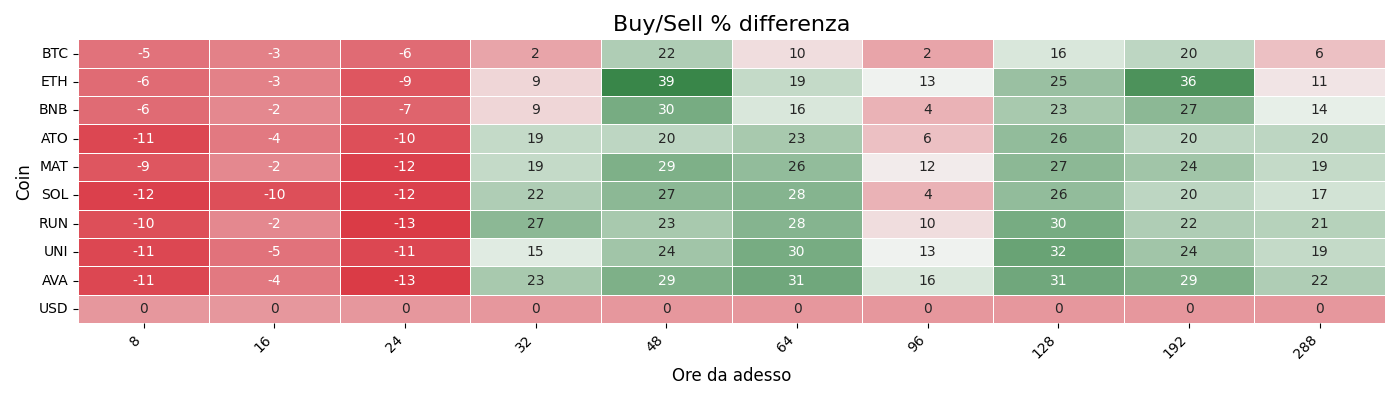 Buy/Sell % differenza
BTC -5 -3 -6 2 22 10 2 16 20 6
ETH -6 -3 -9 9 39 19 13 25 36 11
BNB -6 -2 -7 9 30 16 4 23 27 14
ATO -11 -4 -10 19 20 23 6 26 20 20
MAT -9 -2 -12 19 29 26 12 27 24 19
SOL -12 -10 -12 22 27 28 4 26 20 17
RUN -10 -2 -13 27 23 28 10 30 22 21
UNI -11 -5 -11 15 24 30 13 32 24 19
AVA -11 -4 -13 23 29 31 16 31 29 22
USD 0 0 0 0 0 0 0 0 0 0
8 16 24 32 48 64 96 128 192 288
Coin
Ore da adesso